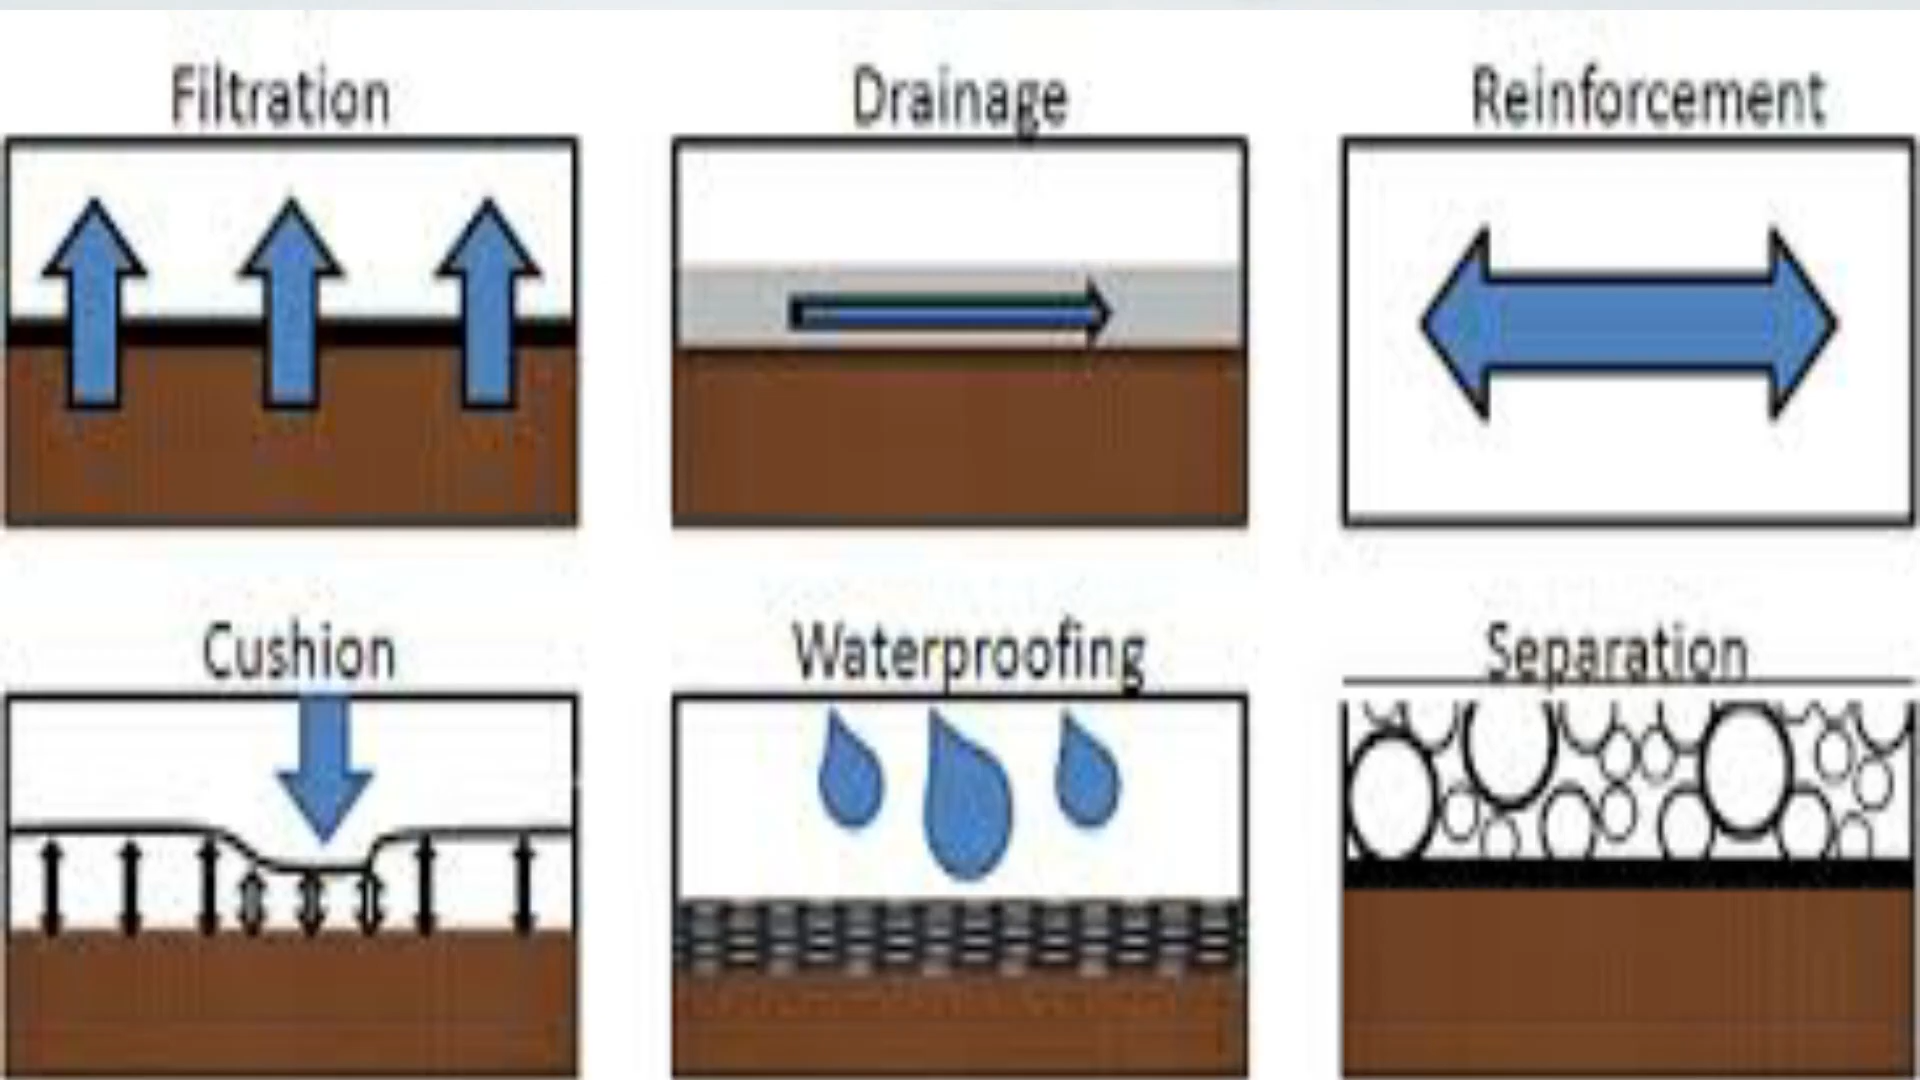 Filtration
Drainage
Reinforcement
Cushion
Waterproofing
Separation